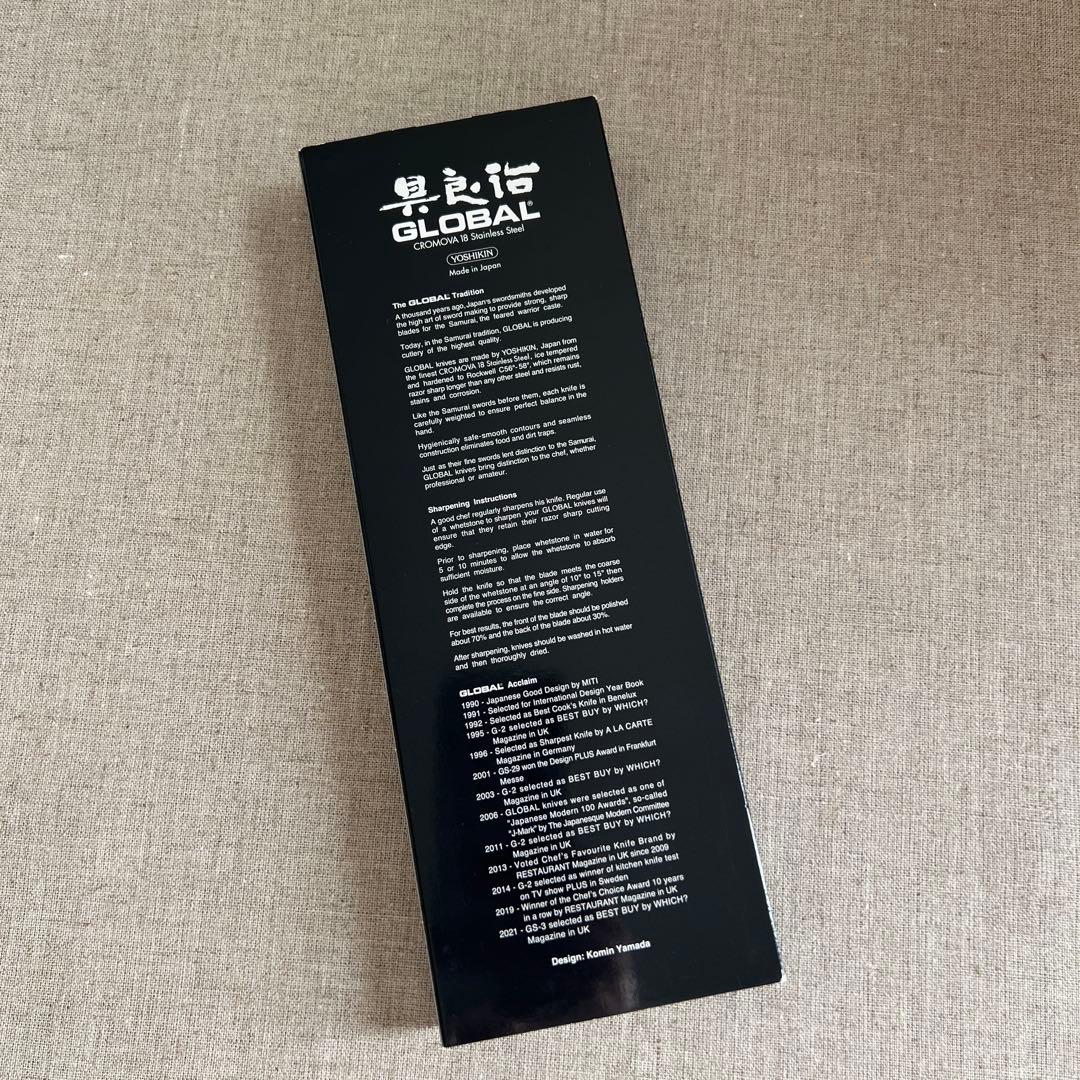 具良治
GLOBAL®
CROMOVA 18 Stainless Steel
YOSHIKIN
Made in Japan
The GLOBAL Tradition
A thousand years ago, Japan's swordsmiths developed
the high art of sword making to provide strong, sharp
blades for the Samurai, the feared warrior caste.
Today, in the Samurai tradition, GLOBAL is producing
cutlery of the highest quality.
GLOBAL knives are made by YOSHIKIN, Japan from
the finest CROMOVA 18 Stainless Steel, ice tempered
and hardened to Rockwell C56°-58°, which remains
razor sharp longer than any other steel and resists rust,
stains and corrosion.
Like the Samurai swords before them, each knife is
carefully weighted to ensure perfect balance in the
hand.
Hygienically safe-smooth contours and seamless
construction eliminates food and dirt traps.
Just as their fine swords lent distinction to the Samurai,
GLOBAL knives bring distinction to the chef, whether
professional or amateur.
Sharpening Instructions
A good chef regularly sharpens his knife. Regular use
of a whetstone to sharpen your GLOBAL knives will
ensure that they retain their razor sharp cutting
edge.
Prior to sharpening, place whetstone in water for
5 or 10 minutes to allow the whetstone to absorb
sufficient moisture.
Hold the knife so that the blade meets the coarse
side of the whetstone at an angle of 10° to 15° then
complete the process on the fine side. Sharpening holders
are available to ensure the correct angle.
For best results, the front of the blade should be polished
about 70% and the back of the blade about 30%.
After sharpening, knives should be washed in hot water
and then thoroughly dried.
GLOBAL Acclaim
1990 - Japanese Good Design by MITI
1991 - Selected for International Design Year Book
1992 - Selected as Best Cook's Knife in Benelux
1995 - G-2 selected as BEST BUY by WHICH?
Magazine in UK
1996 - Selected as Sharpest Knife by A LA CARTE
Magazine in Germany
2001 - GS-29 won the Design PLUS Award in Frankfurt
Messe
2003 - G-2 selected as BEST BUY by WHICH?
Magazine in UK
2006 - GLOBAL knives were selected as one of
"Japanese Modern 100 Awards", so-called
"J-Mark" by The Japanesque Modern Committee
2011 - G-2 selected as BEST BUY by WHICH?
Magazine in UK
2013 - Voted Chef's Favourite Knife Brand by
RESTAURANT Magazine in UK since 2009
2014 - G-2 selected as winner of kitchen knife test
on TV show PLUS in Sweden
2019 - Winner of the Chef's Choice Award 10 years
in a row by RESTAURANT Magazine in UK
2021 - GS-3 selected as BEST BUY by WHICH?
Magazine in UK
Design: Komin Yamada